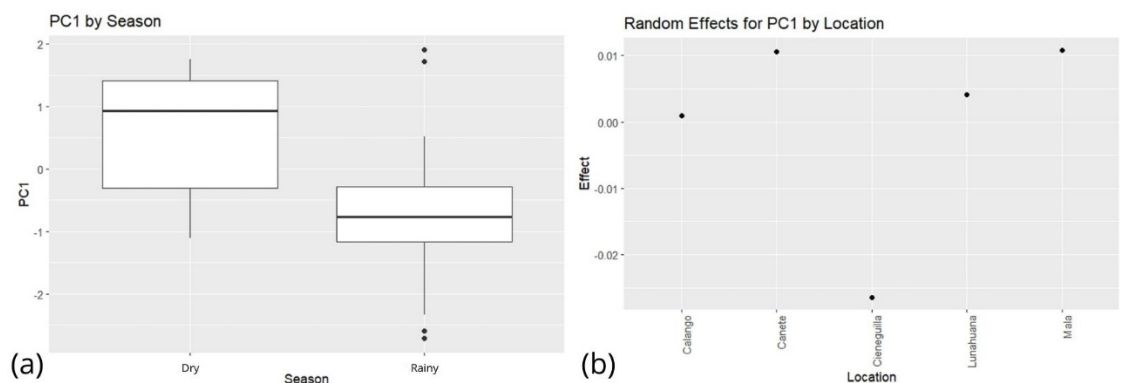 PC1 by Season
2
1
0
-1
-2
PC1
Dry
Rainy
Season
(a)
Random Effects for PC1 by Location
0.01
0.00
-0.01
-0.02
Effect
Calango
Canete
Cieneguilla
Lunahuana
Mala
Location
(b)